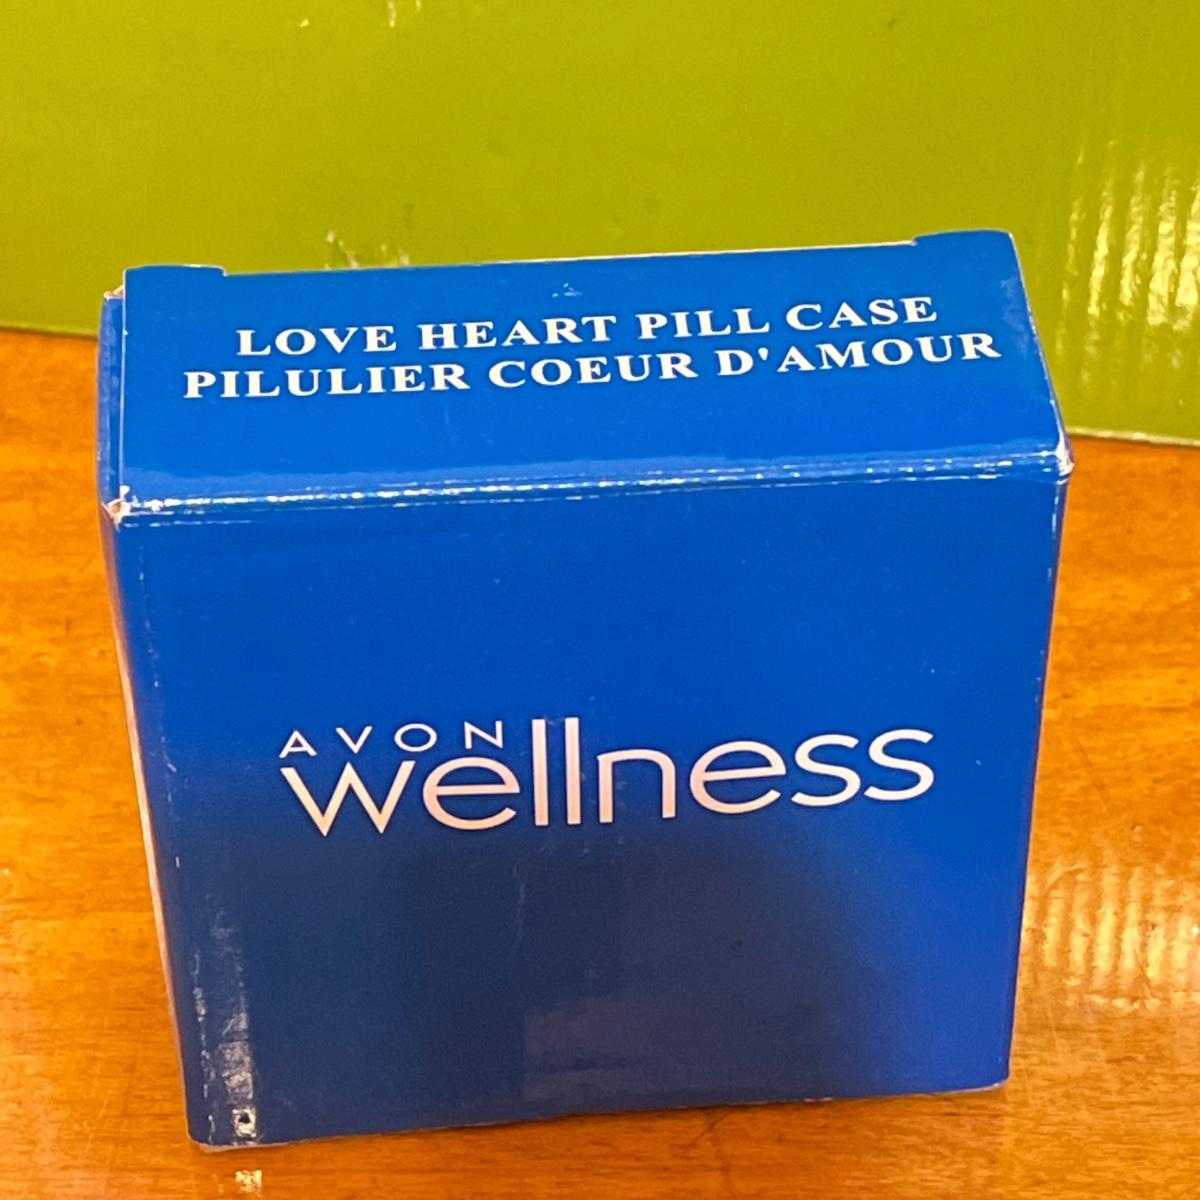 LOVE HEART PILL CASE
PILULIER COEUR D'AMOUR
AVON
wellness